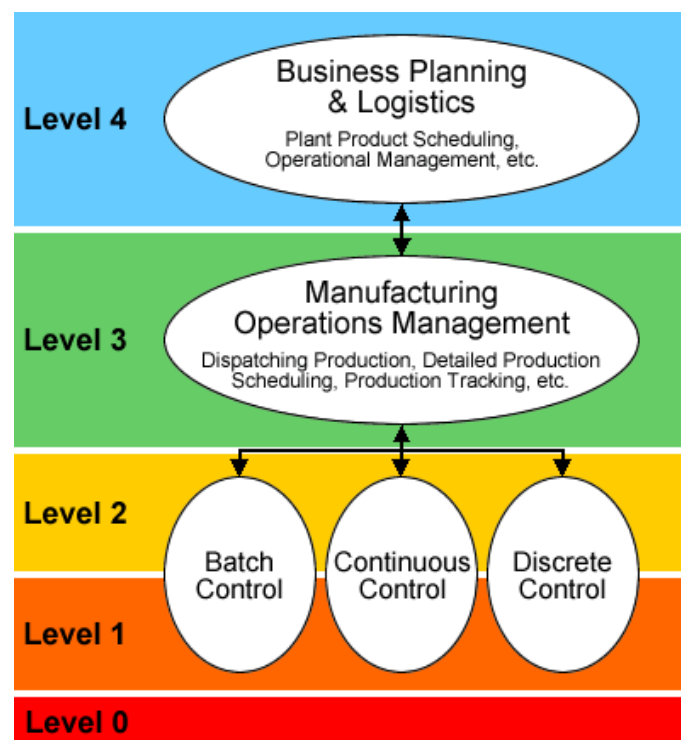 Level 4
Business Planning
& Logistics
Plant Product Scheduling,
Operational Management, etc.
Level 3
Manufacturing
Operations Management
Dispatching Production, Detailed Production
Scheduling, Production Tracking, etc.
Level 2
Batch
Control
Continuous
Control
Discrete
Control
Level 1
Level 0